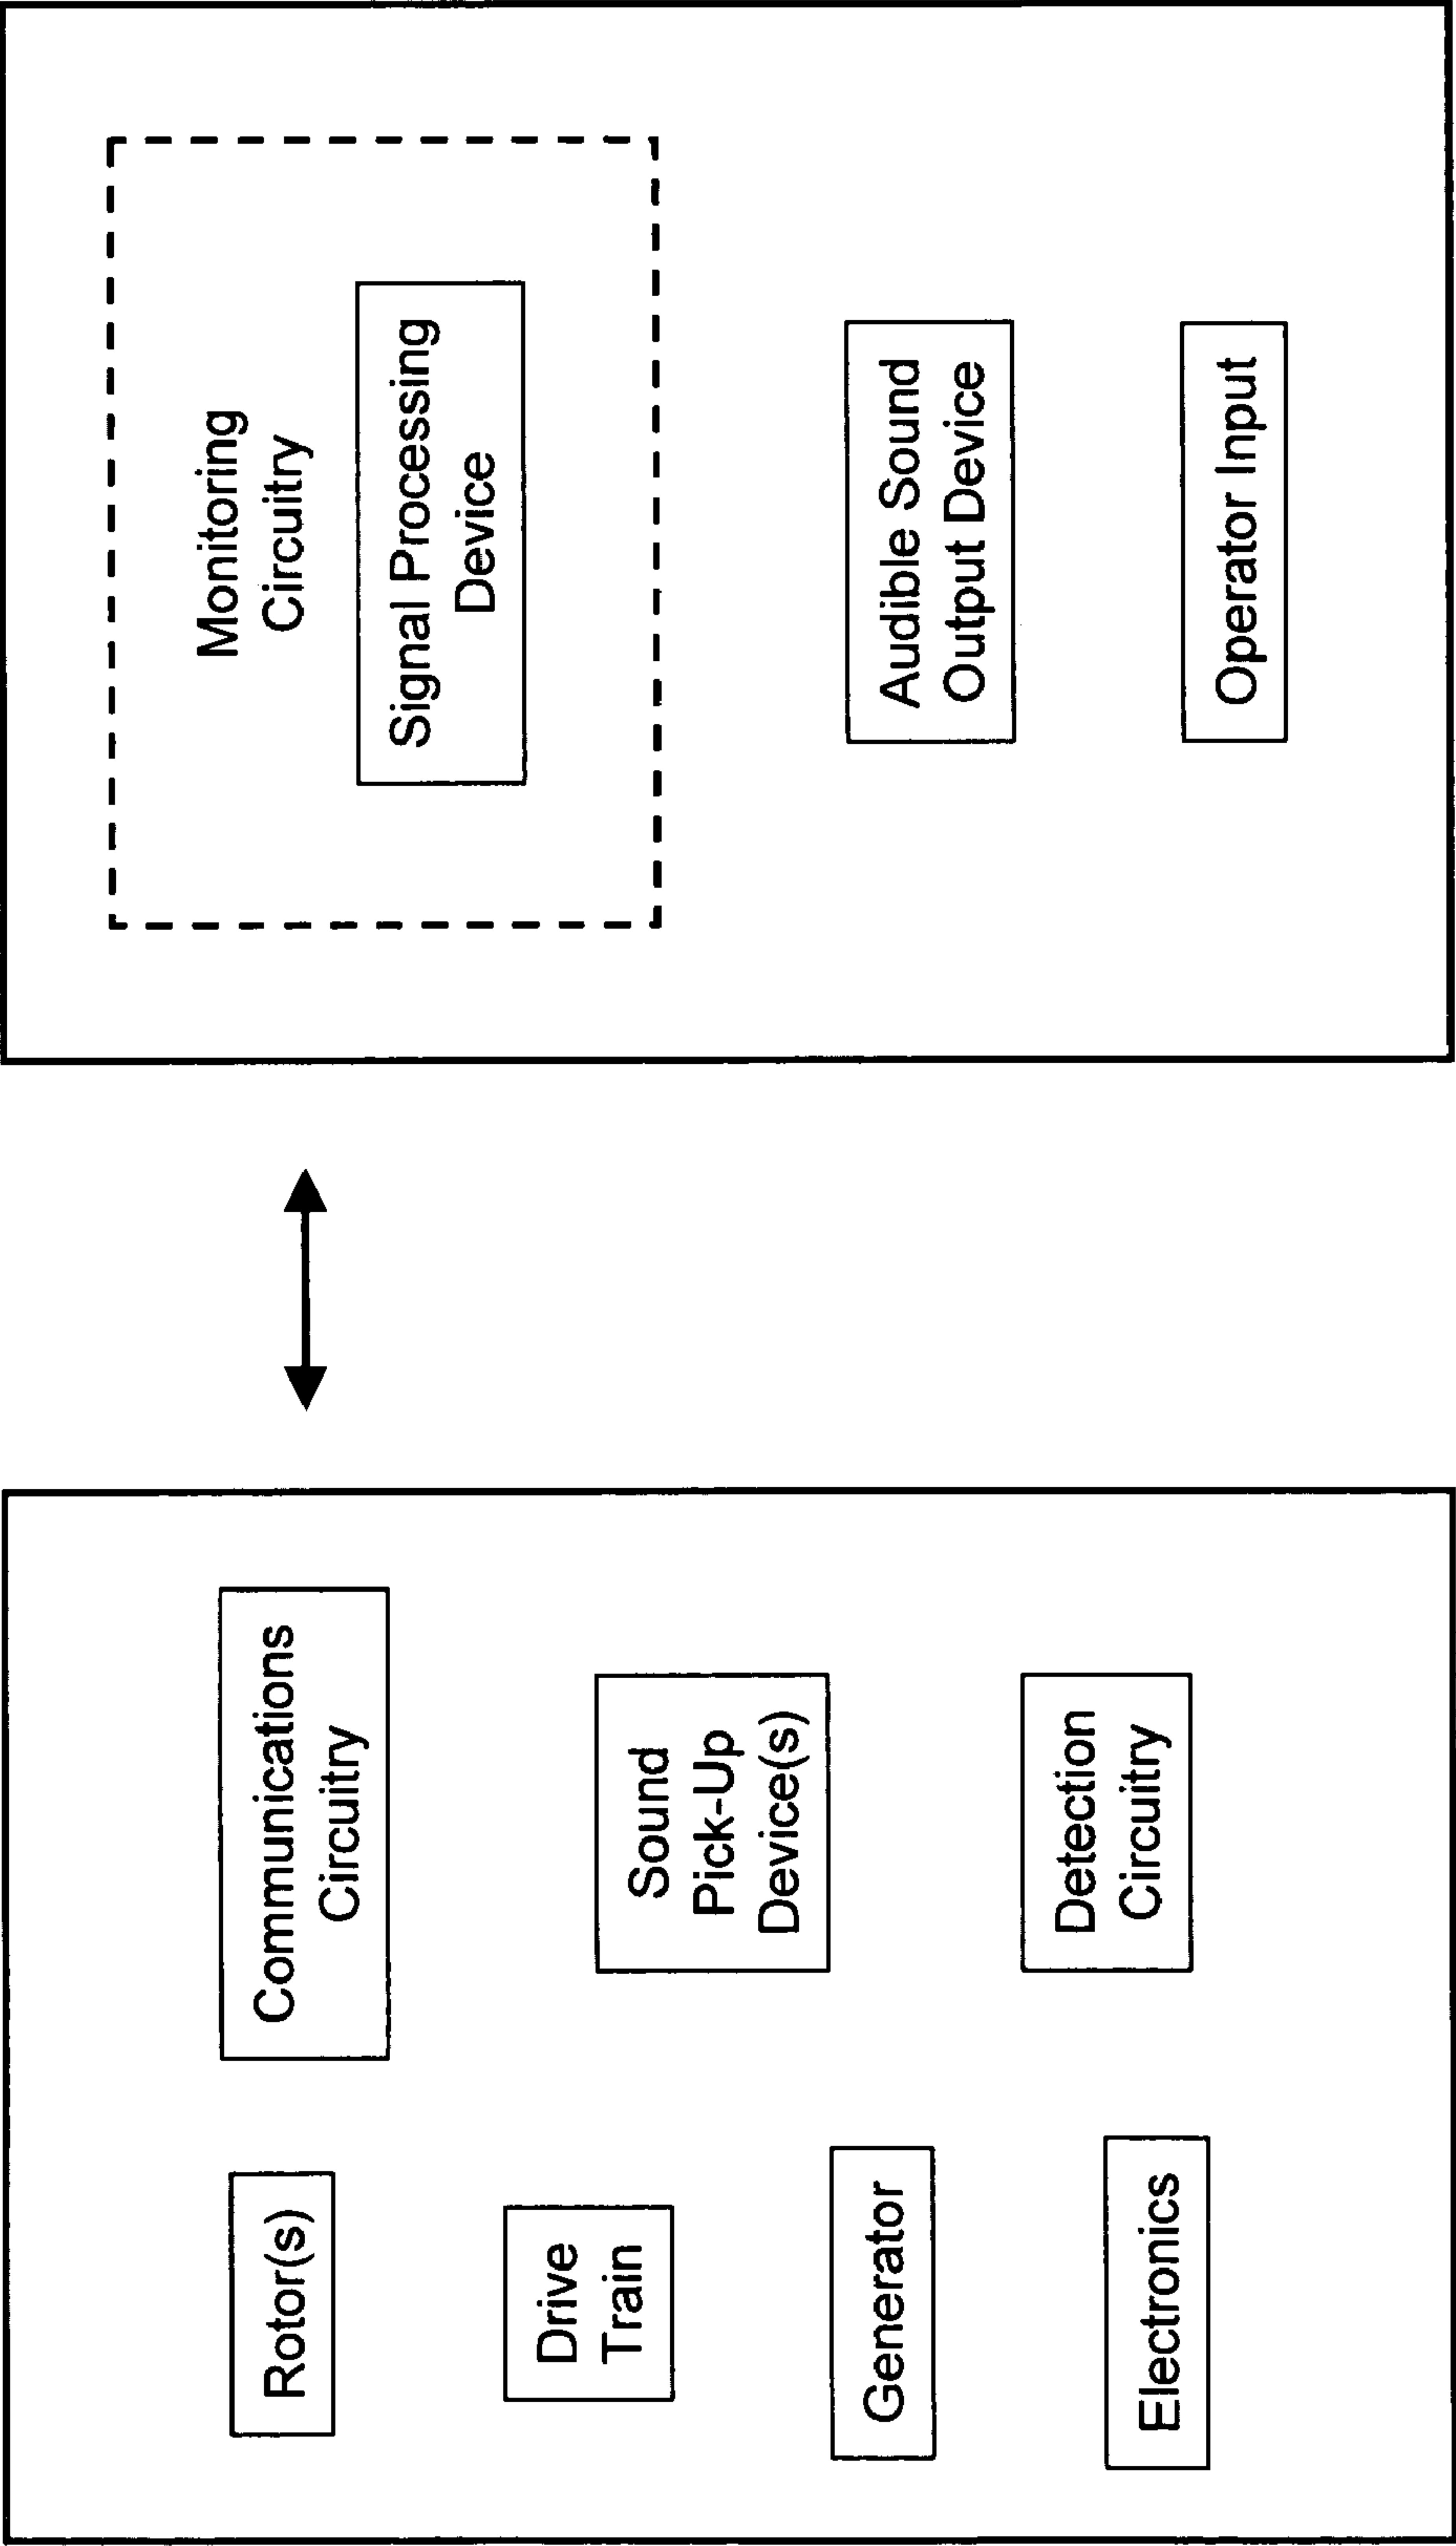 Rotor(s)
Drive
Train
Generator
Electronics
Communications
Circuitry
Sound
Pick-Up
Device(s)
Detection
Circuitry
Monitoring
Circuitry
Signal Processing
Device
Audible Sound
Output Device
Operator Input